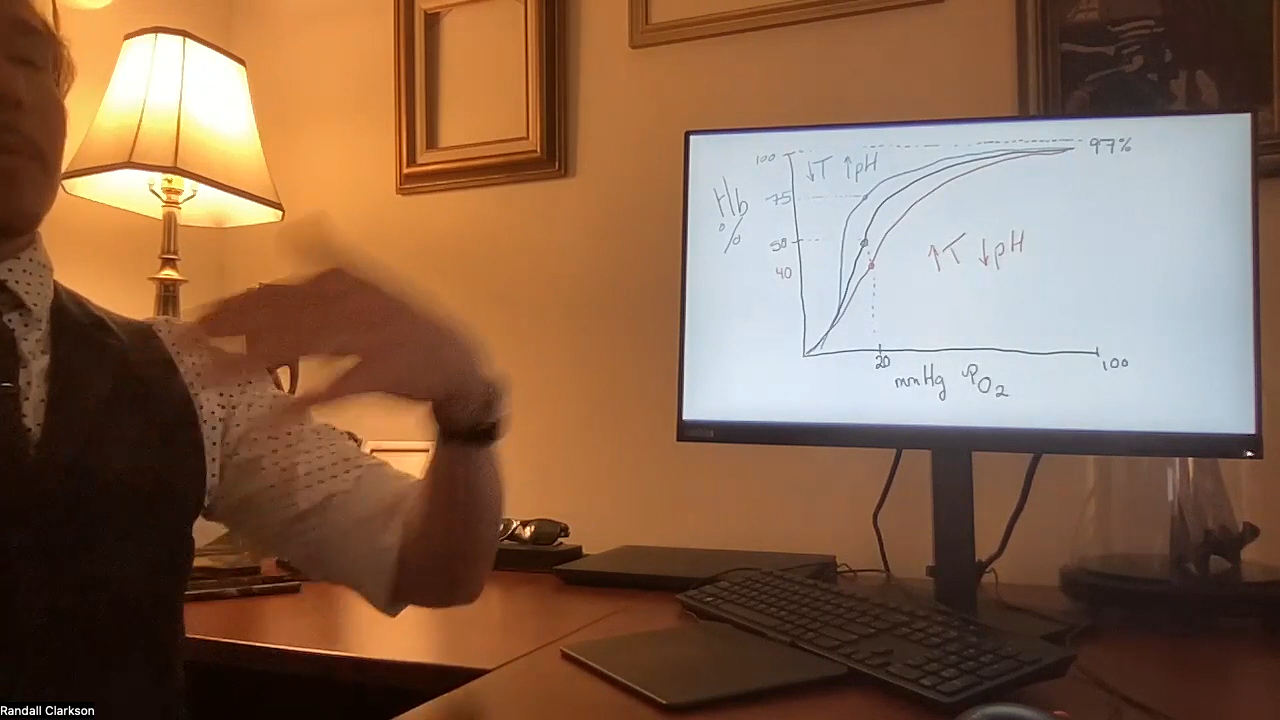 100
↓T ↑pH
97%
Hb
%
75
50
40
↑T ↓pH
20
100
mmHg PO₂
Randall Clarkson